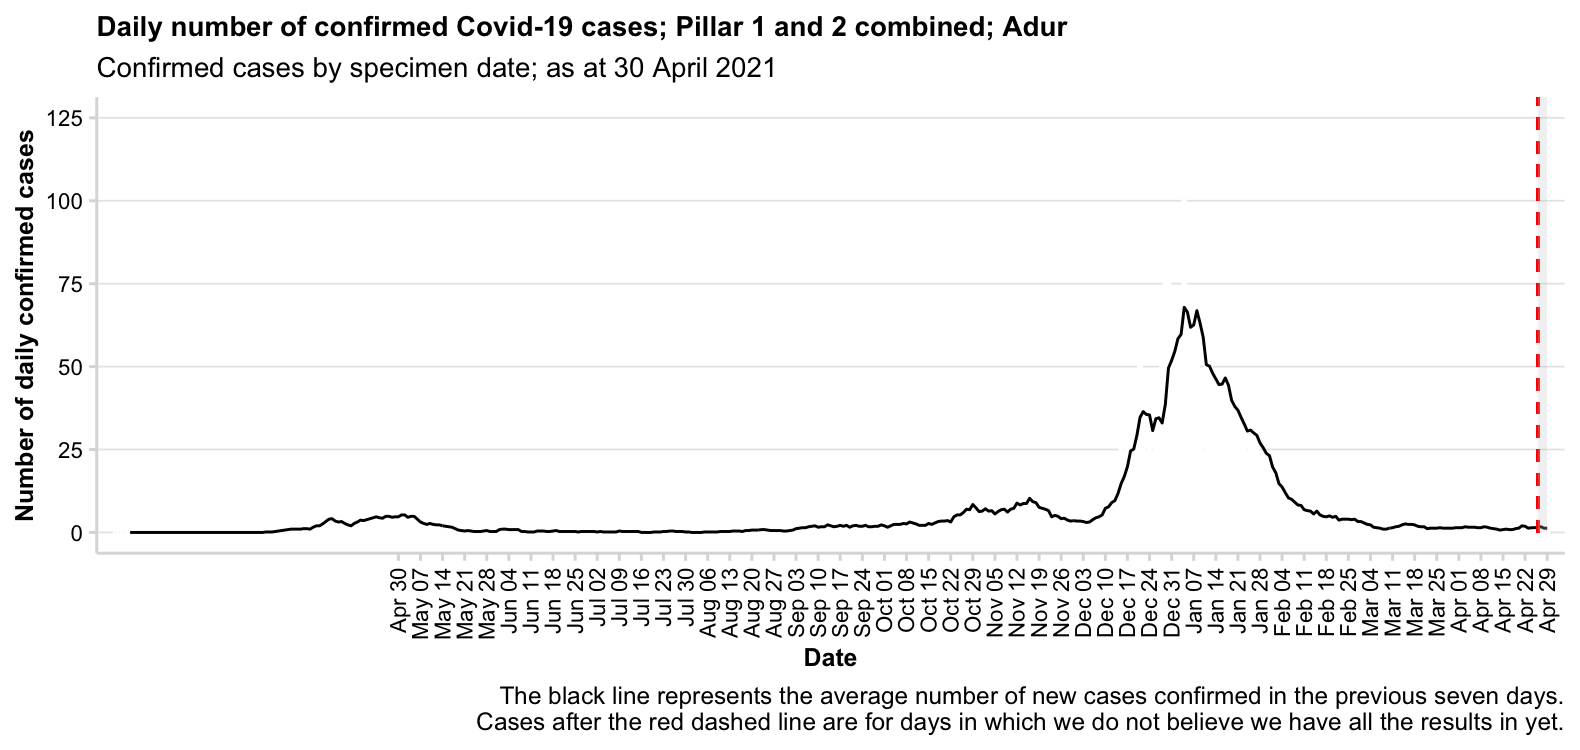 Daily number of confirmed Covid-19 cases; Pillar 1 and 2 combined; Adur
Confirmed cases by specimen date; as at 30 April 2021
Number of daily confirmed cases
125
100
75
50
25
0
Apr 30
May 07
May 14
May 21
May 28
Jun 04
Jun 11
Jun 18
Jun 25
Jul 02
Jul 09
Jul 16
Jul 23
Jul 30
Aug 06
Aug 13
Aug 20
Aug 27
Sep 03
Sep 10
Sep 17
Sep 24
Oct 01
Oct 08
Oct 15
Oct 22
Oct 29
Nov 05
Nov 12
Nov 19
Nov 26
Dec 03
Dec 10
Dec 17
Dec 24
Dec 31
Jan 07
Jan 14
Jan 21
Jan 28
Feb 04
Feb 11
Feb 18
Feb 25
Mar 04
Mar 11
Mar 18
Mar 25
Apr 01
Apr 08
Apr 15
Apr 22
Apr 29
Date
The black line represents the average number of new cases confirmed in the previous seven days.
Cases after the red dashed line are for days in which we do not believe we have all the results in yet.